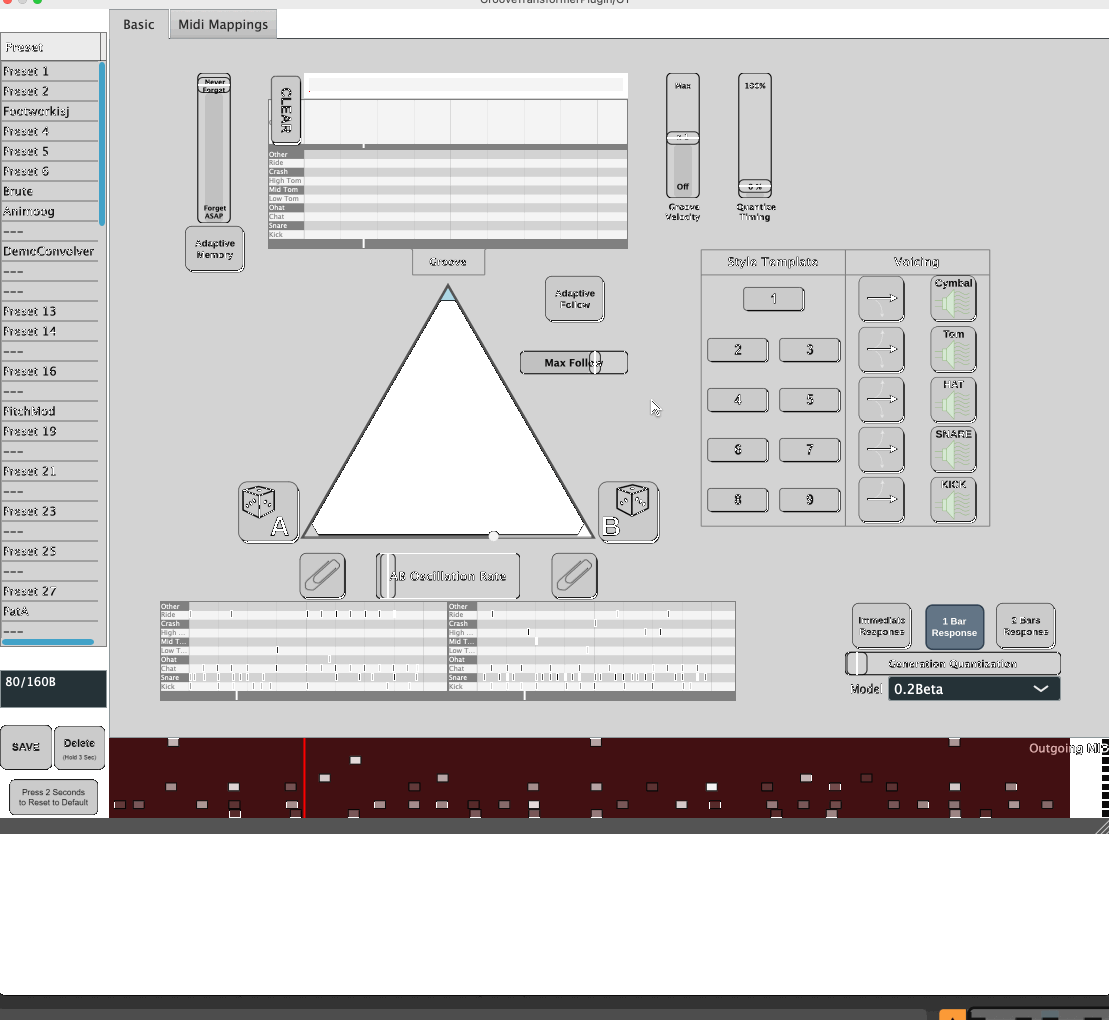 GrooveTransformerPlugin/GT
Basic
Midi Mappings
Preset
Preset 1
Preset 2
Footworkisj
Preset 4
Preset 5
Preset 6
Brute
Animoog
---
DemoConvolver
---
---
Preset 13
Preset 14
---
Preset 16
---
PitchMod
Preset 19
---
Preset 21
---
Preset 23
---
Preset 25
---
Preset 27
PatA
---
80/160B
SAVE
Delete
(Hold 3 Sec)
Press 2 Seconds
to Reset to Default
Never
Forget
Forget
ASAP
Adaptive
Memory
CLEAR
Other
Ride
Crash
High Tom
Mid Tom
Low Tom
Ohat
Chat
Snare
Kick
Groove
Max
Off
Groove
Velocity
100%
0 %
Quantize
Timing
Adaptive
Follow
Max Follow
A
B
AB Oscillation Rate
Style Template
Voicing
1
2
3
4
5
6
7
8
9
Cymbal
Tom
HAT
SNARE
KICK
Other
Ride
Crash
High ...
Mid T...
Low T...
Ohat
Chat
Snare
Kick
Other
Ride
Crash
High ...
Mid T...
Low T...
Ohat
Chat
Snare
Kick
Immediate
Response
1 Bar
Response
2 Bars
Response
Generation Quantization
Model
0.2Beta
Outgoing